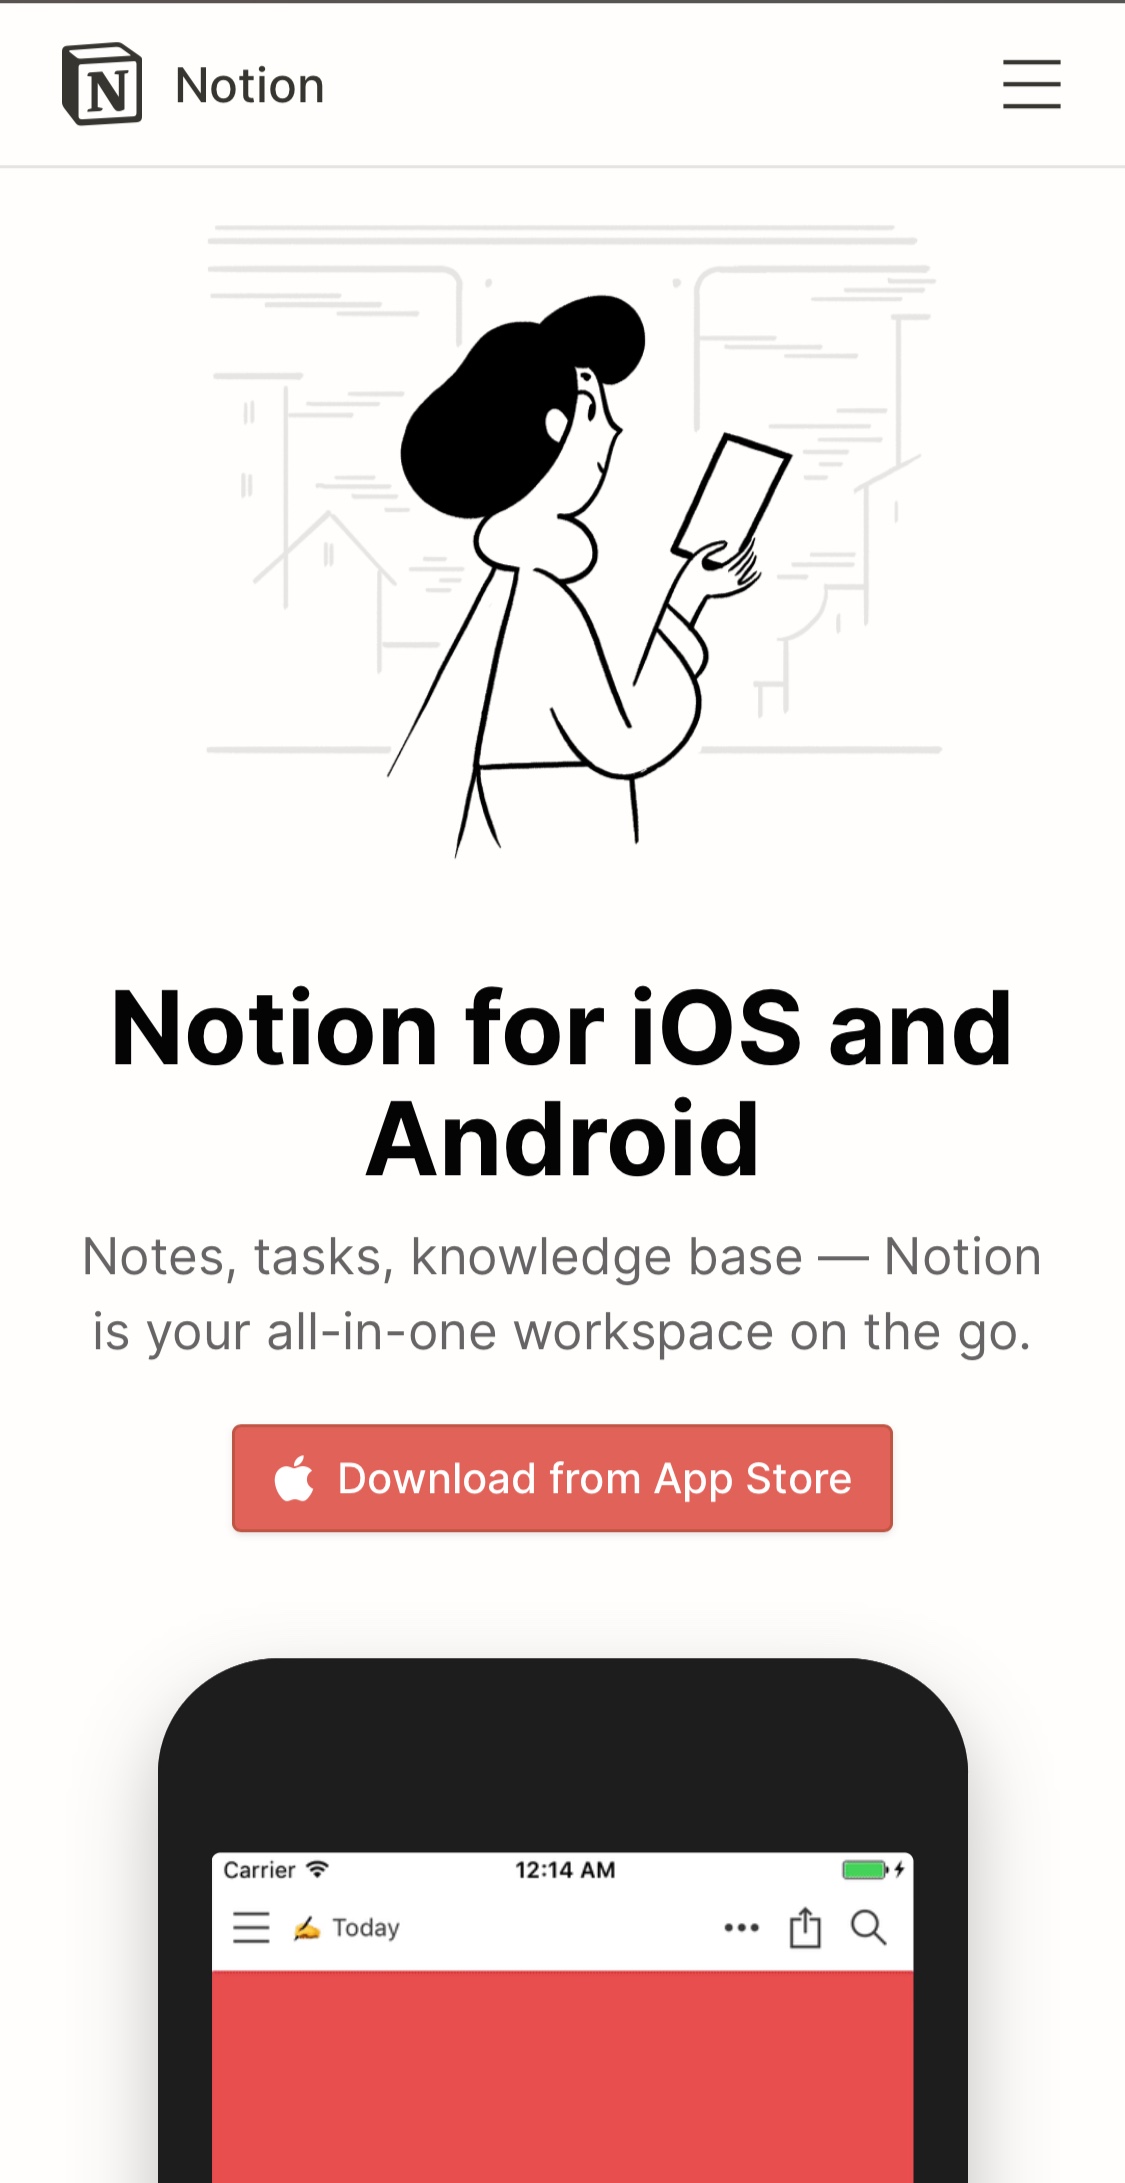 N Notion
Notion for iOS and
Android
Notes, tasks, knowledge base — Notion
is your all-in-one workspace on the go.
Download from App Store
Carrier 12:14 AM
✍️ Today